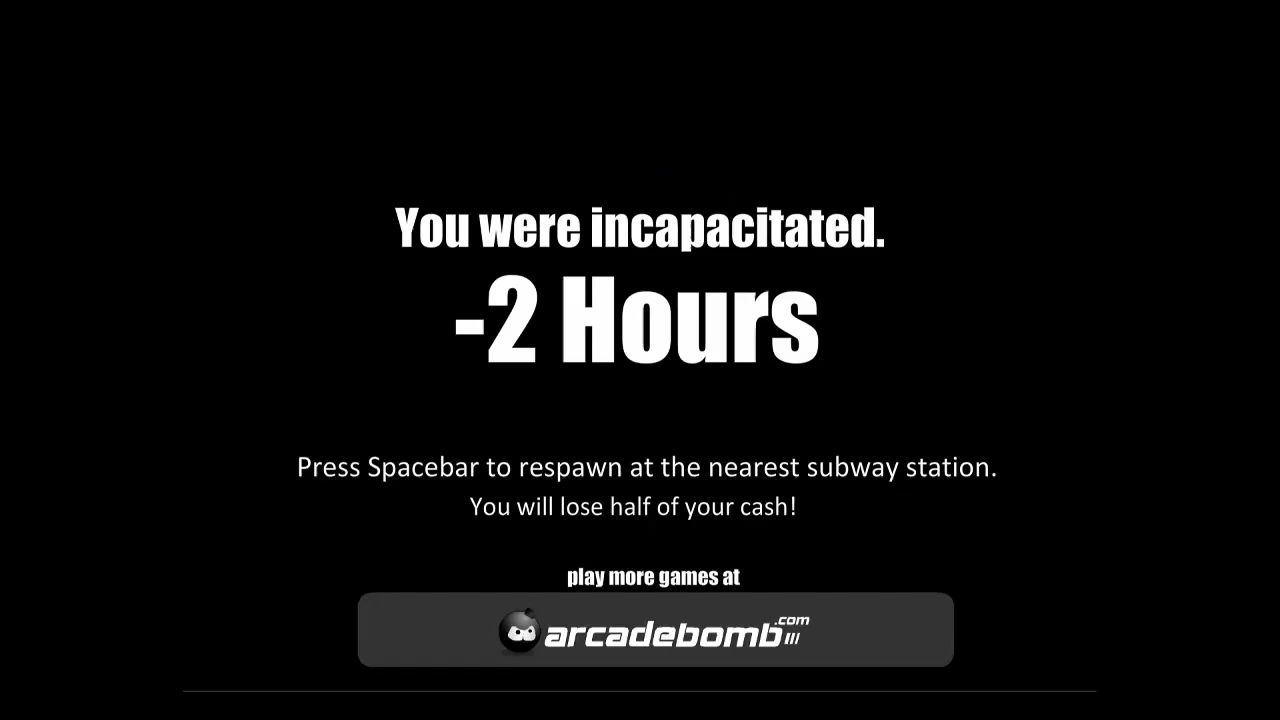 You were incapacitated.
-2 Hours
Press Spacebar to respawn at the nearest subway station.
You will lose half of your cash!
play more games at
arcadebomb.com